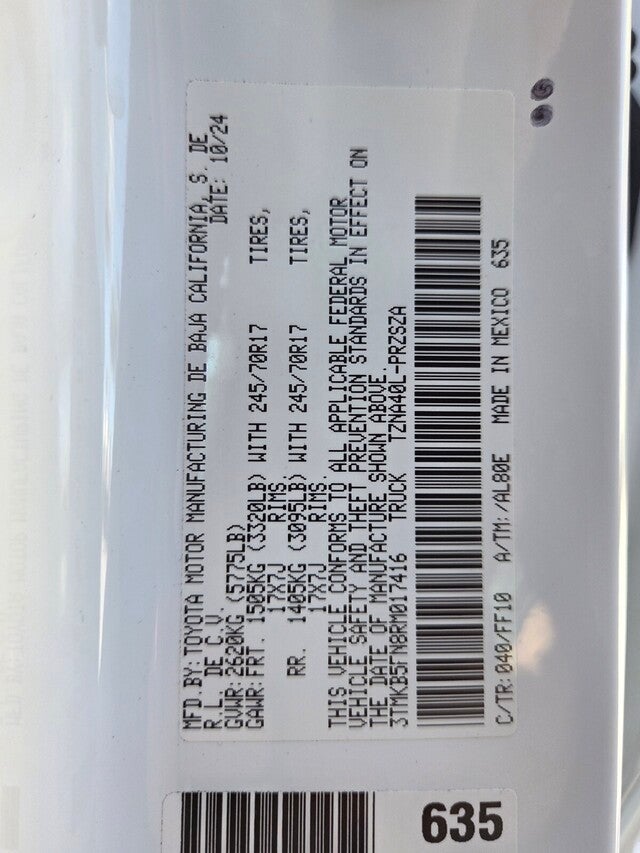 MFD.BY: TOYOTA MOTOR MANUFACTURING DE BAJA CALIFORNIA, S. DE
R.L. DE C.V. DATE: 10/24
GVWR: 2620KG (5775LB)
GAWR: FRT. 1505KG (3320LB) WITH 245/70R17 TIRES,
17X7J RIMS.
RR. 1405KG (3095LB) WITH 245/70R17 TIRES,
17X7J RIMS.
THIS VEHICLE CONFORMS TO ALL APPLICABLE FEDERAL MOTOR
VEHICLE SAFETY AND THEFT PREVENTION STANDARDS IN EFFECT ON
THE DATE OF MANUFACTURE SHOWN ABOVE.
3TMKB5FN8RM017416 TRUCK TZNA40L-PRZSZA
C/TR: 040/FF10 A/TM: /AL80E MADE IN MEXICO 635
635